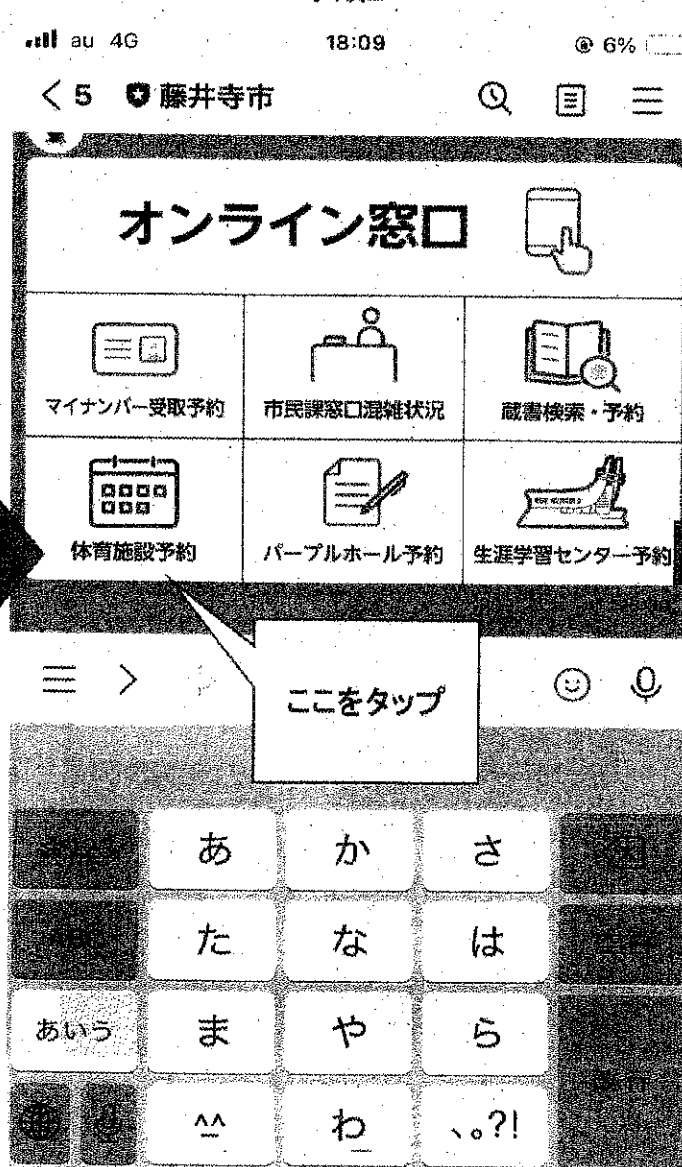 au 4G 18:09 6%
5 藤井寺市
オンライン窓口
マイナンバー受取予約 市民課窓口混雑状況 蔵書検索・予約
体育施設予約 パープルホール予約 生涯学習センター予約
ここをタップ
あ か さ
た な は
あいう ま や ら
^^ わ 、。?!